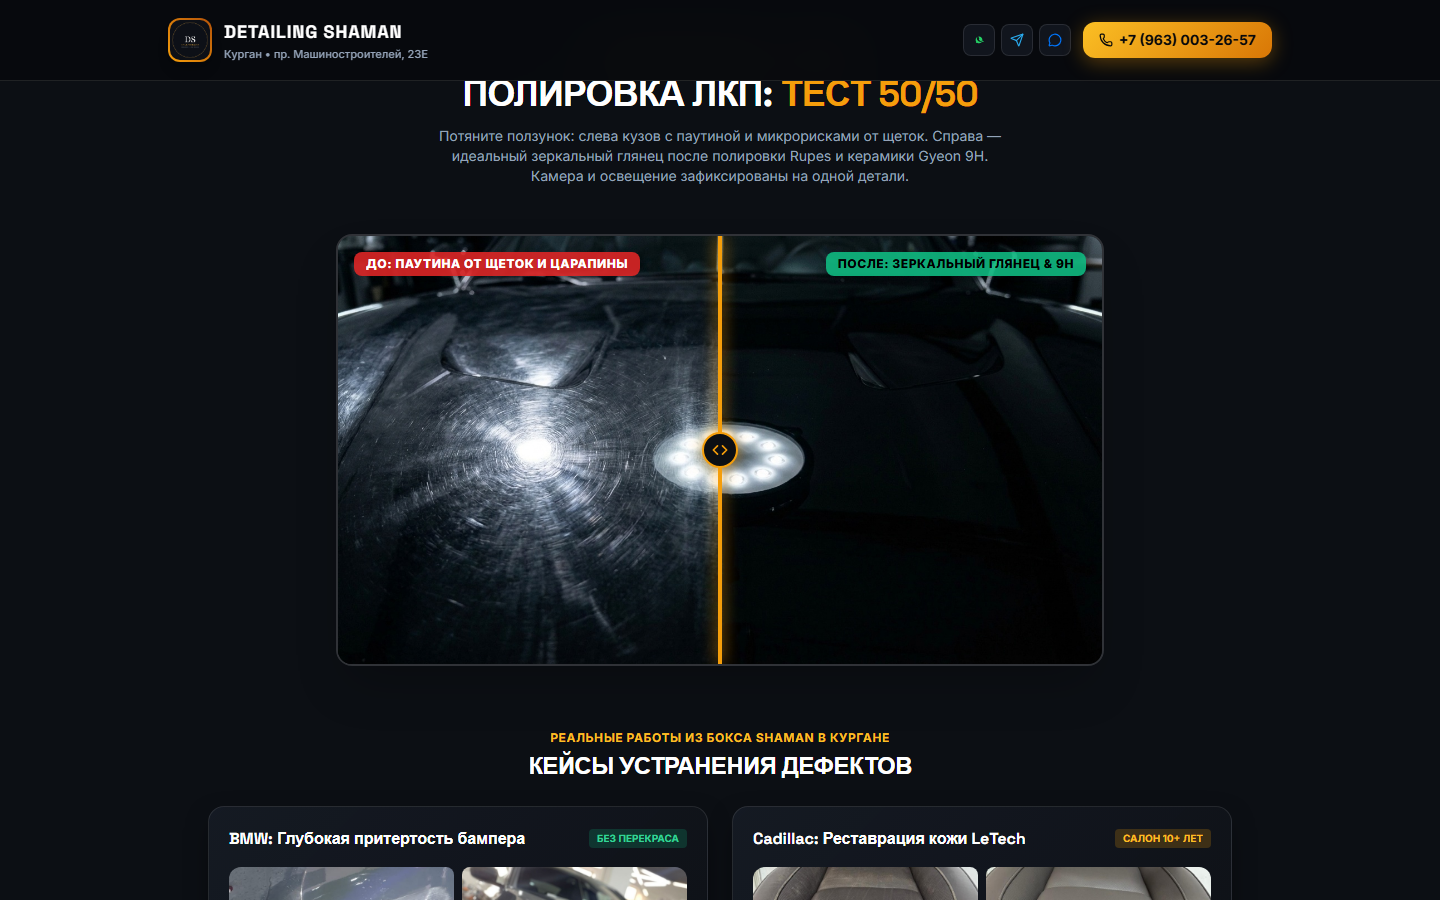 DS
DETAILING SHAMAN
Курган • пр. Машиностроителей, 23Е
+7 (963) 003-26-57
ПОЛИРОВКА ЛКП: ТЕСТ 50/50
Потяните ползунок: слева кузов с паутиной и микрорисками от щеток. Справа —
идеальный зеркальный глянец после полировки Rupes и керамики Gyeon 9H.
Камера и освещение зафиксированы на одной детали.
ДО: ПАУТИНА ОТ ЩЕТОК И ЦАРАПИНЫ
ПОСЛЕ: ЗЕРКАЛЬНЫЙ ГЛЯНЕЦ & 9H
РЕАЛЬНЫЕ РАБОТЫ ИЗ БОКСА SHAMAN В КУРГАНЕ
КЕЙСЫ УСТРАНЕНИЯ ДЕФЕКТОВ
BMW: Глубокая притертость бампера
БЕЗ ПЕРЕКРАСА
Cadillac: Реставрация кожи LeTech
САЛОН 10+ ЛЕТ